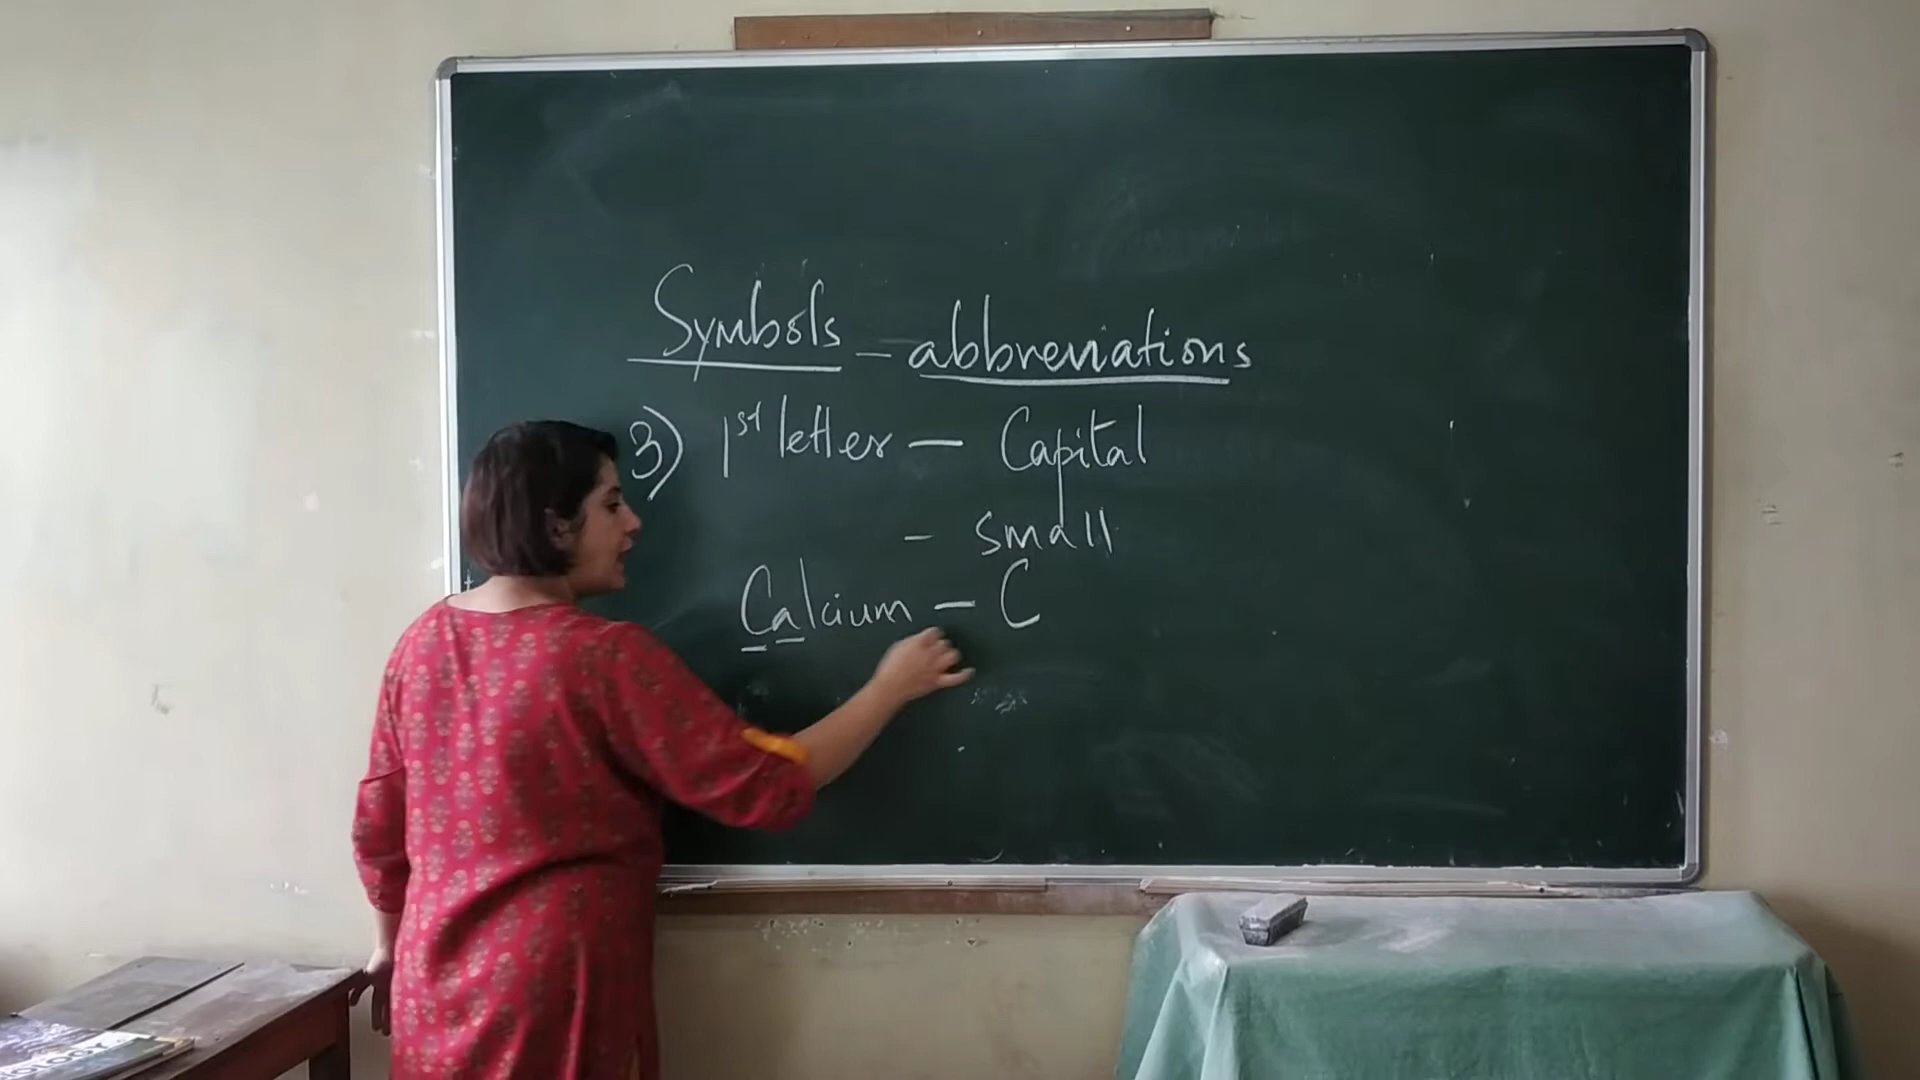 Symbols - abbreviations
3) 1st letter - Capital
- small
Calcium - C